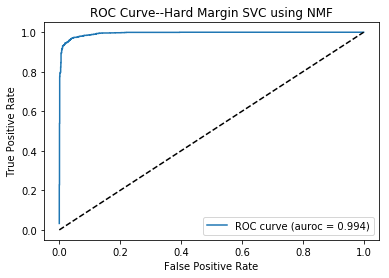 ROC Curve--Hard Margin SVC using NMF
True Positive Rate
1.0
0.8
0.6
0.4
0.2
0.0
ROC curve (auroc = 0.994)
0.0 0.2 0.4 0.6 0.8 1.0
False Positive Rate